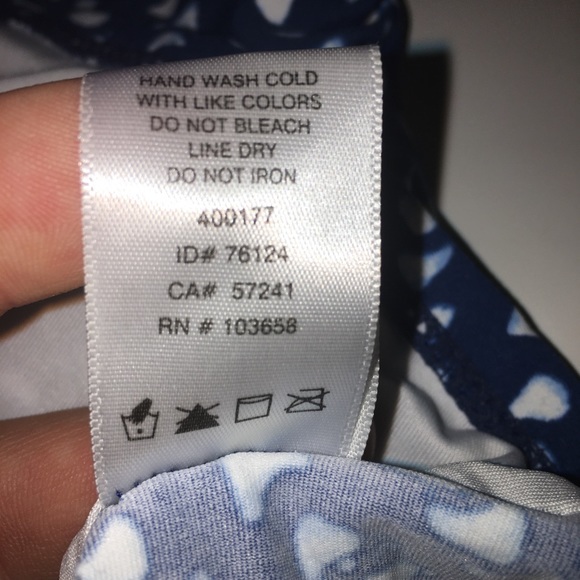 HAND WASH COLD
WITH LIKE COLORS
DO NOT BLEACH
LINE DRY
DO NOT IRON
400177
ID# 76124
CA# 57241
RN # 103658